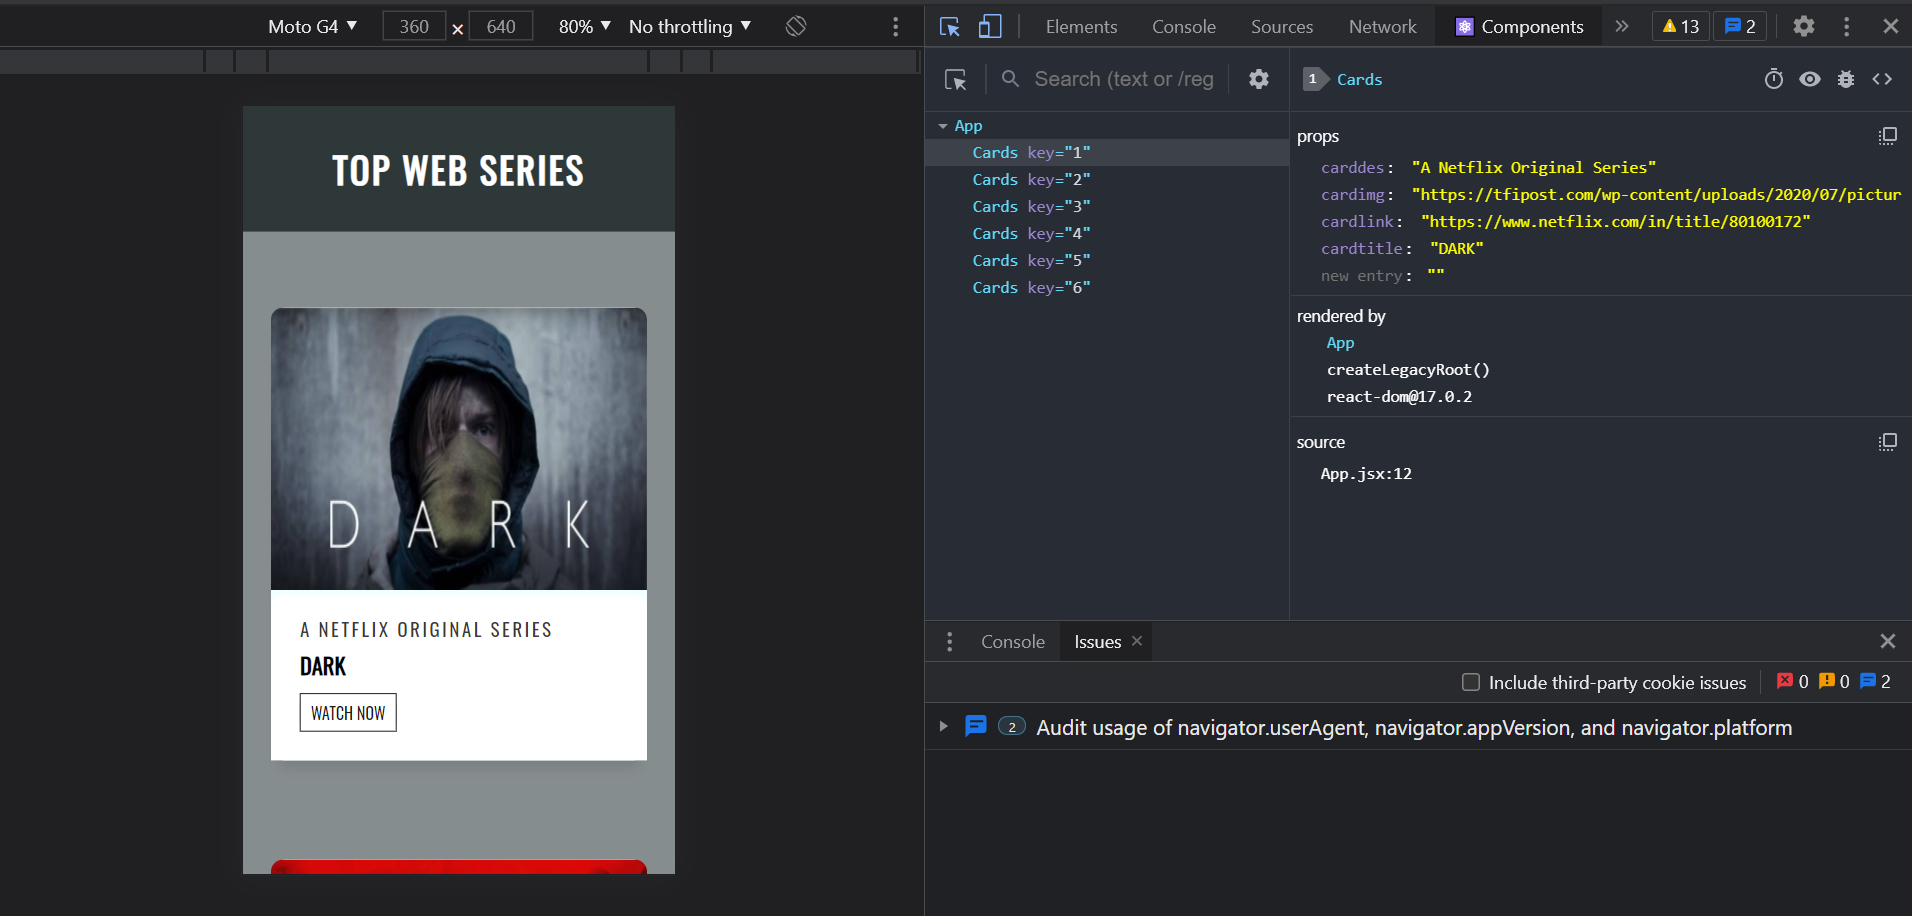 Moto G4 ▼ 360 × 640 80% ▼ No throttling ▼
Elements Console Sources Network Components » 13 2
TOP WEB SERIES
D A R K
A NETFLIX ORIGINAL SERIES
DARK
WATCH NOW
Search (text or /reg
App
Cards key="1"
Cards key="2"
Cards key="3"
Cards key="4"
Cards key="5"
Cards key="6"
1 Cards
props
carddes: "A Netflix Original Series"
cardimg: "https://tfipost.com/wp-content/uploads/2020/07/pictur
cardlink: "https://www.netflix.com/in/title/80100172"
cardtitle: "DARK"
new entry: ""
rendered by
App
createLegacyRoot()
react-dom@17.0.2
source
App.jsx:12
Console Issues ×
Include third-party cookie issues 0 0 2
2 Audit usage of navigator.userAgent, navigator.appVersion, and navigator.platform